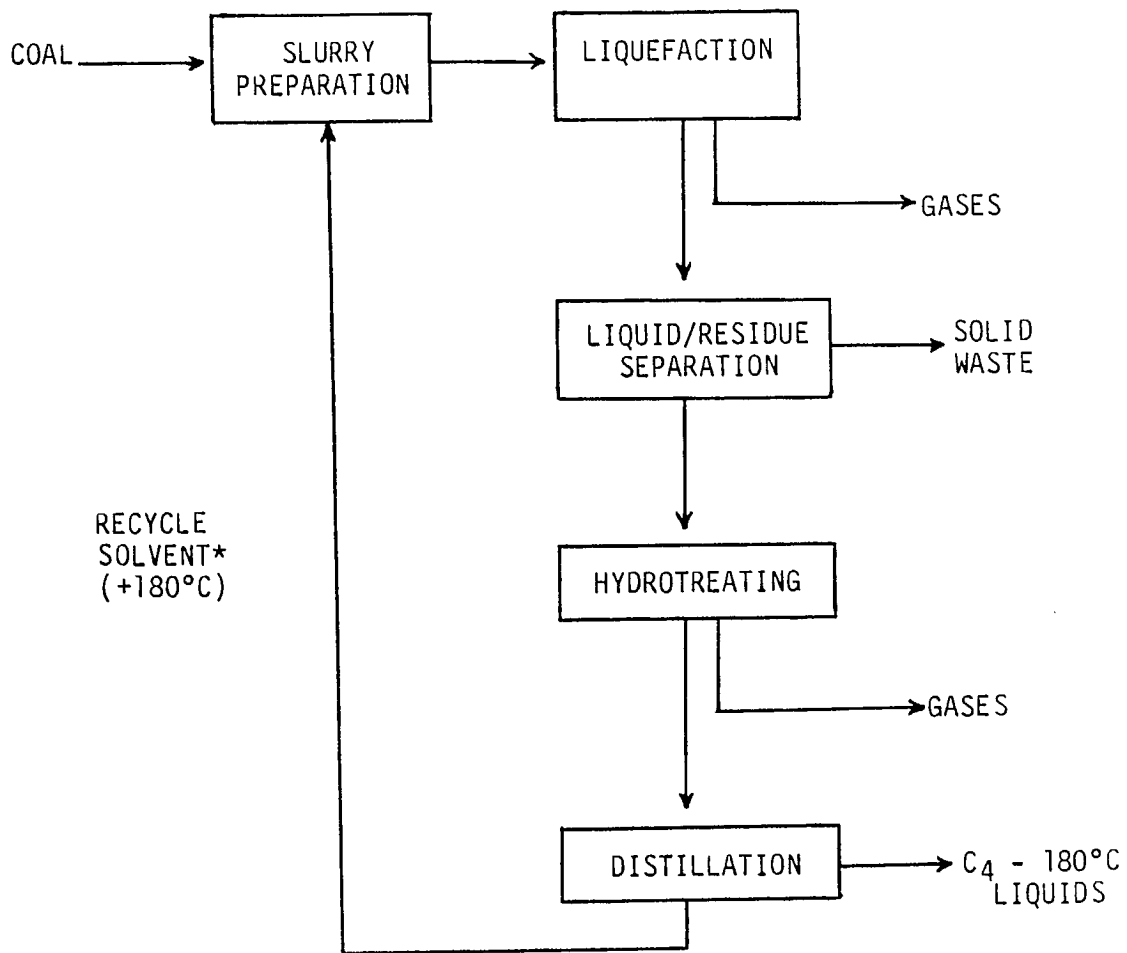 COAL
SLURRY
PREPARATION
LIQUEFACTION
GASES
LIQUID/RESIDUE
SEPARATION
SOLID
WASTE
RECYCLE
SOLVENT*
(+180°C)
HYDROTREATING
GASES
DISTILLATION
C₄ - 180°C
LIQUIDS